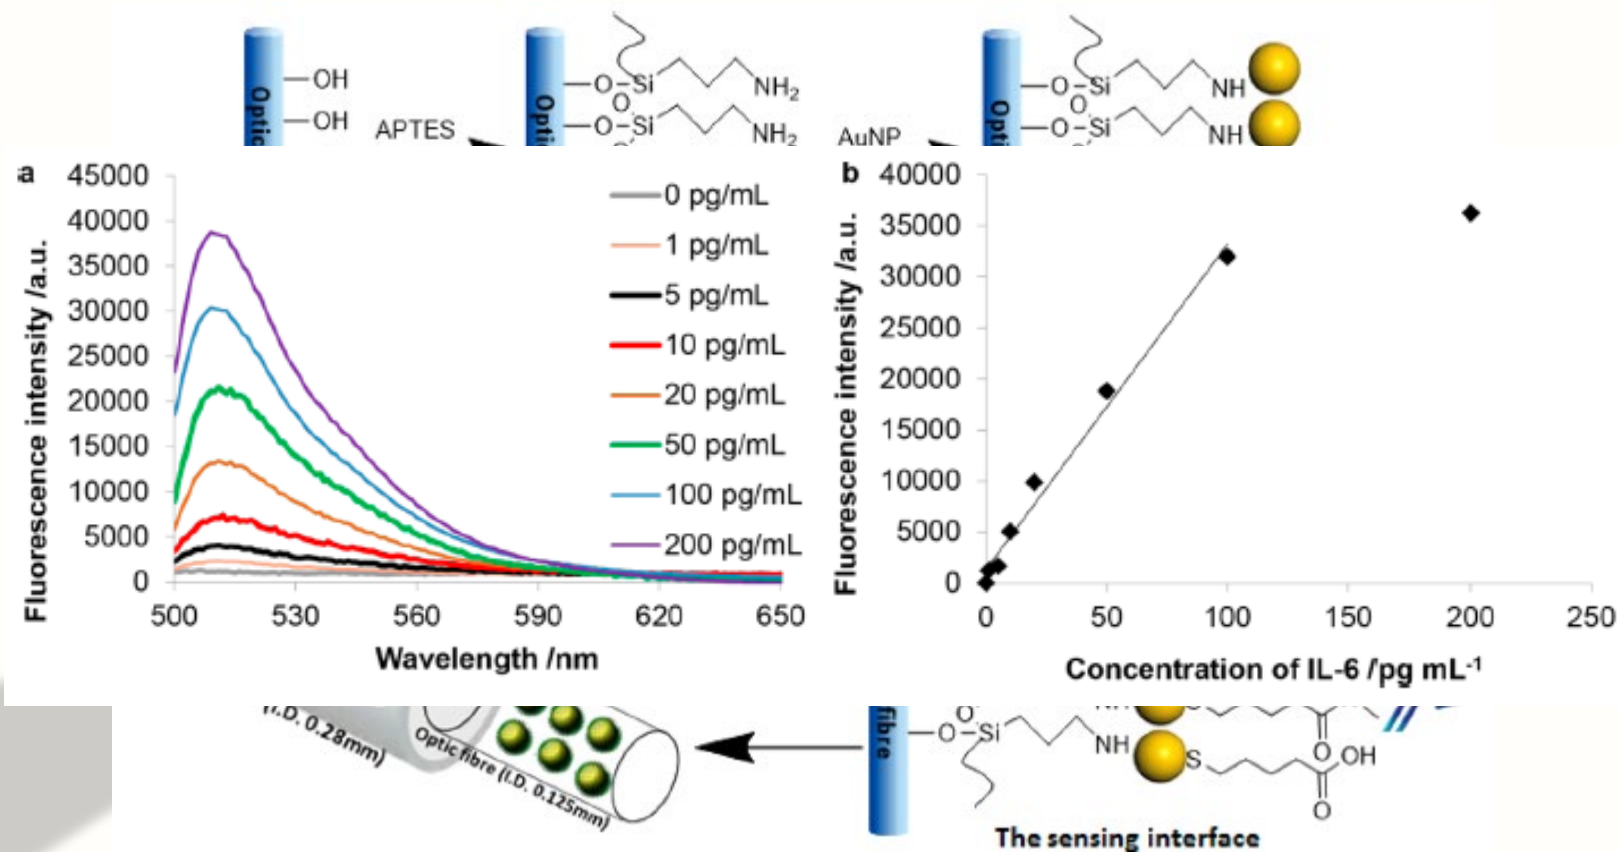 OH
OH
Optic
APTES
O
Si
NH2
O
O
Si
NH2
Optic
AuNP
O
Si
NH
O
O
Si
NH
Optic
a
45000
40000
35000
30000
25000
20000
15000
10000
5000
0
Fluorescence intensity /a.u.
500 530 560 590 620 650
Wavelength /nm
0 pg/mL
1 pg/mL
5 pg/mL
10 pg/mL
20 pg/mL
50 pg/mL
100 pg/mL
200 pg/mL
b
40000
35000
30000
25000
20000
15000
10000
5000
0
Fluorescence intensity /a.u.
0 50 100 150 200 250
Concentration of IL-6 /pg mL-1
(I.D. 0.28mm)
Optic fibre (I.D. 0.125mm)
fibre
O
O
Si
NH
S
O
OH
O
The sensing interface